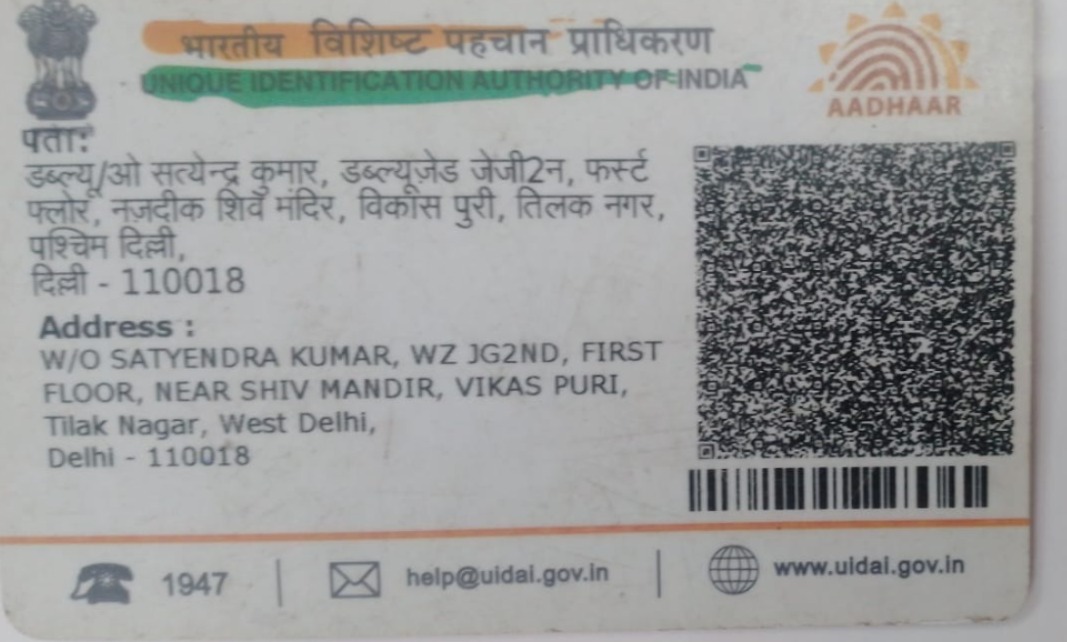 भारतीय विशिष्ट पहचान प्राधिकरण
UNIQUE IDENTIFICATION AUTHORITY OF INDIA
AADHAAR
पता:
डब्ल्यू/ओ सत्येन्द्र कुमार, डब्ल्यूज़ेड जेजी2न, फर्स्ट
फ्लोर, नज़दीक शिव मंदिर, विकास पुरी, तिलक नगर,
पश्चिम दिल्ली,
दिल्ली - 110018
Address :
W/O SATYENDRA KUMAR, WZ JG2ND, FIRST
FLOOR, NEAR SHIV MANDIR, VIKAS PURI,
Tilak Nagar, West Delhi,
Delhi - 110018
1947
help@uidai.gov.in
www.uidai.gov.in